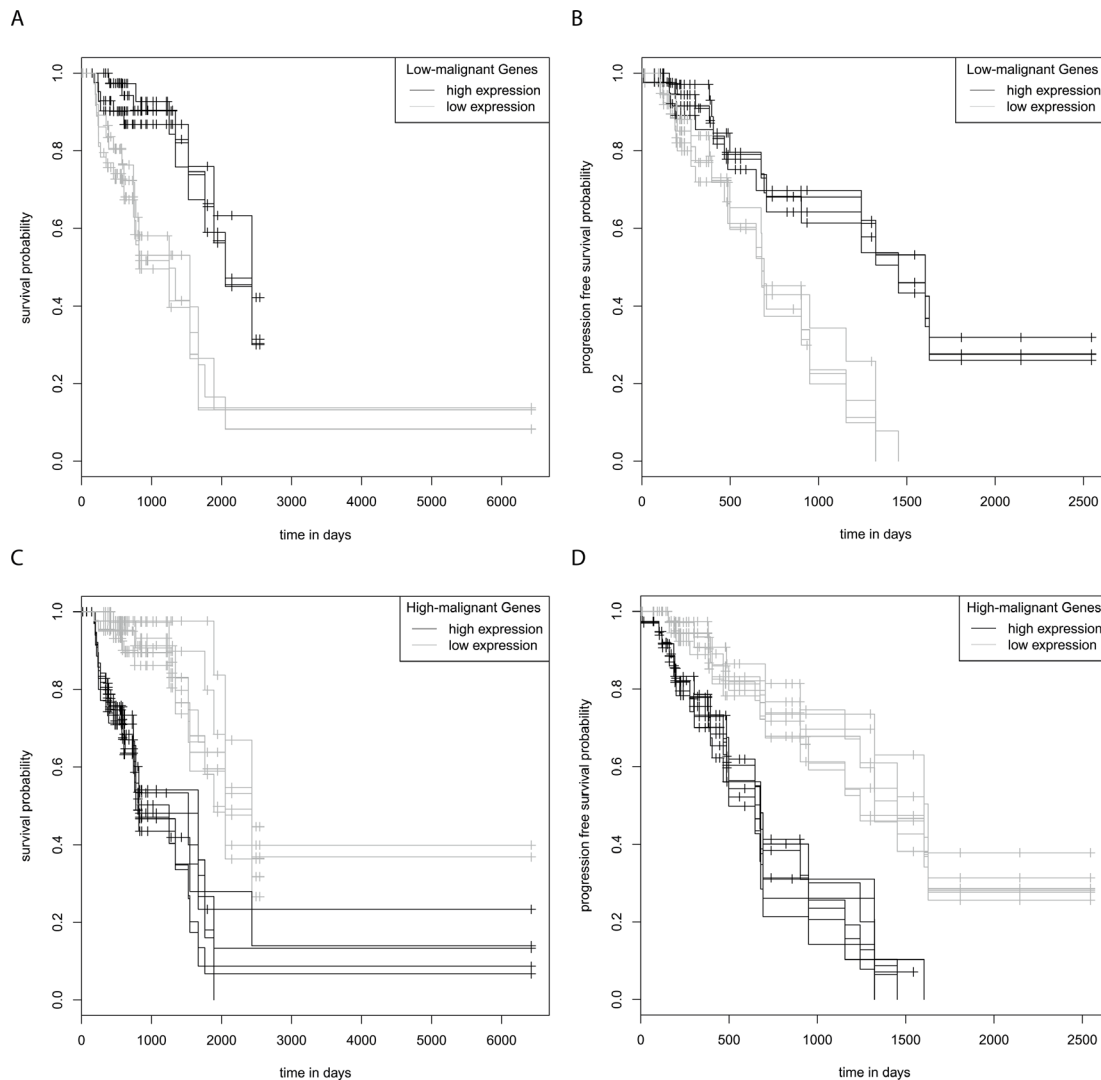 A
B
Low-malignant Genes
high expression
low expression
survival probability
0.0
0.2
0.4
0.6
0.8
1.0
0
1000
2000
3000
4000
5000
6000
time in days
Low-malignant Genes
high expression
low expression
progression free survival probability
0.0
0.2
0.4
0.6
0.8
1.0
0
500
1000
1500
2000
2500
time in days
C
D
High-malignant Genes
high expression
low expression
survival probability
0.0
0.2
0.4
0.6
0.8
1.0
0
1000
2000
3000
4000
5000
6000
time in days
High-malignant Genes
high expression
low expression
progression free survival probability
0.0
0.2
0.4
0.6
0.8
1.0
0
500
1000
1500
2000
2500
time in days